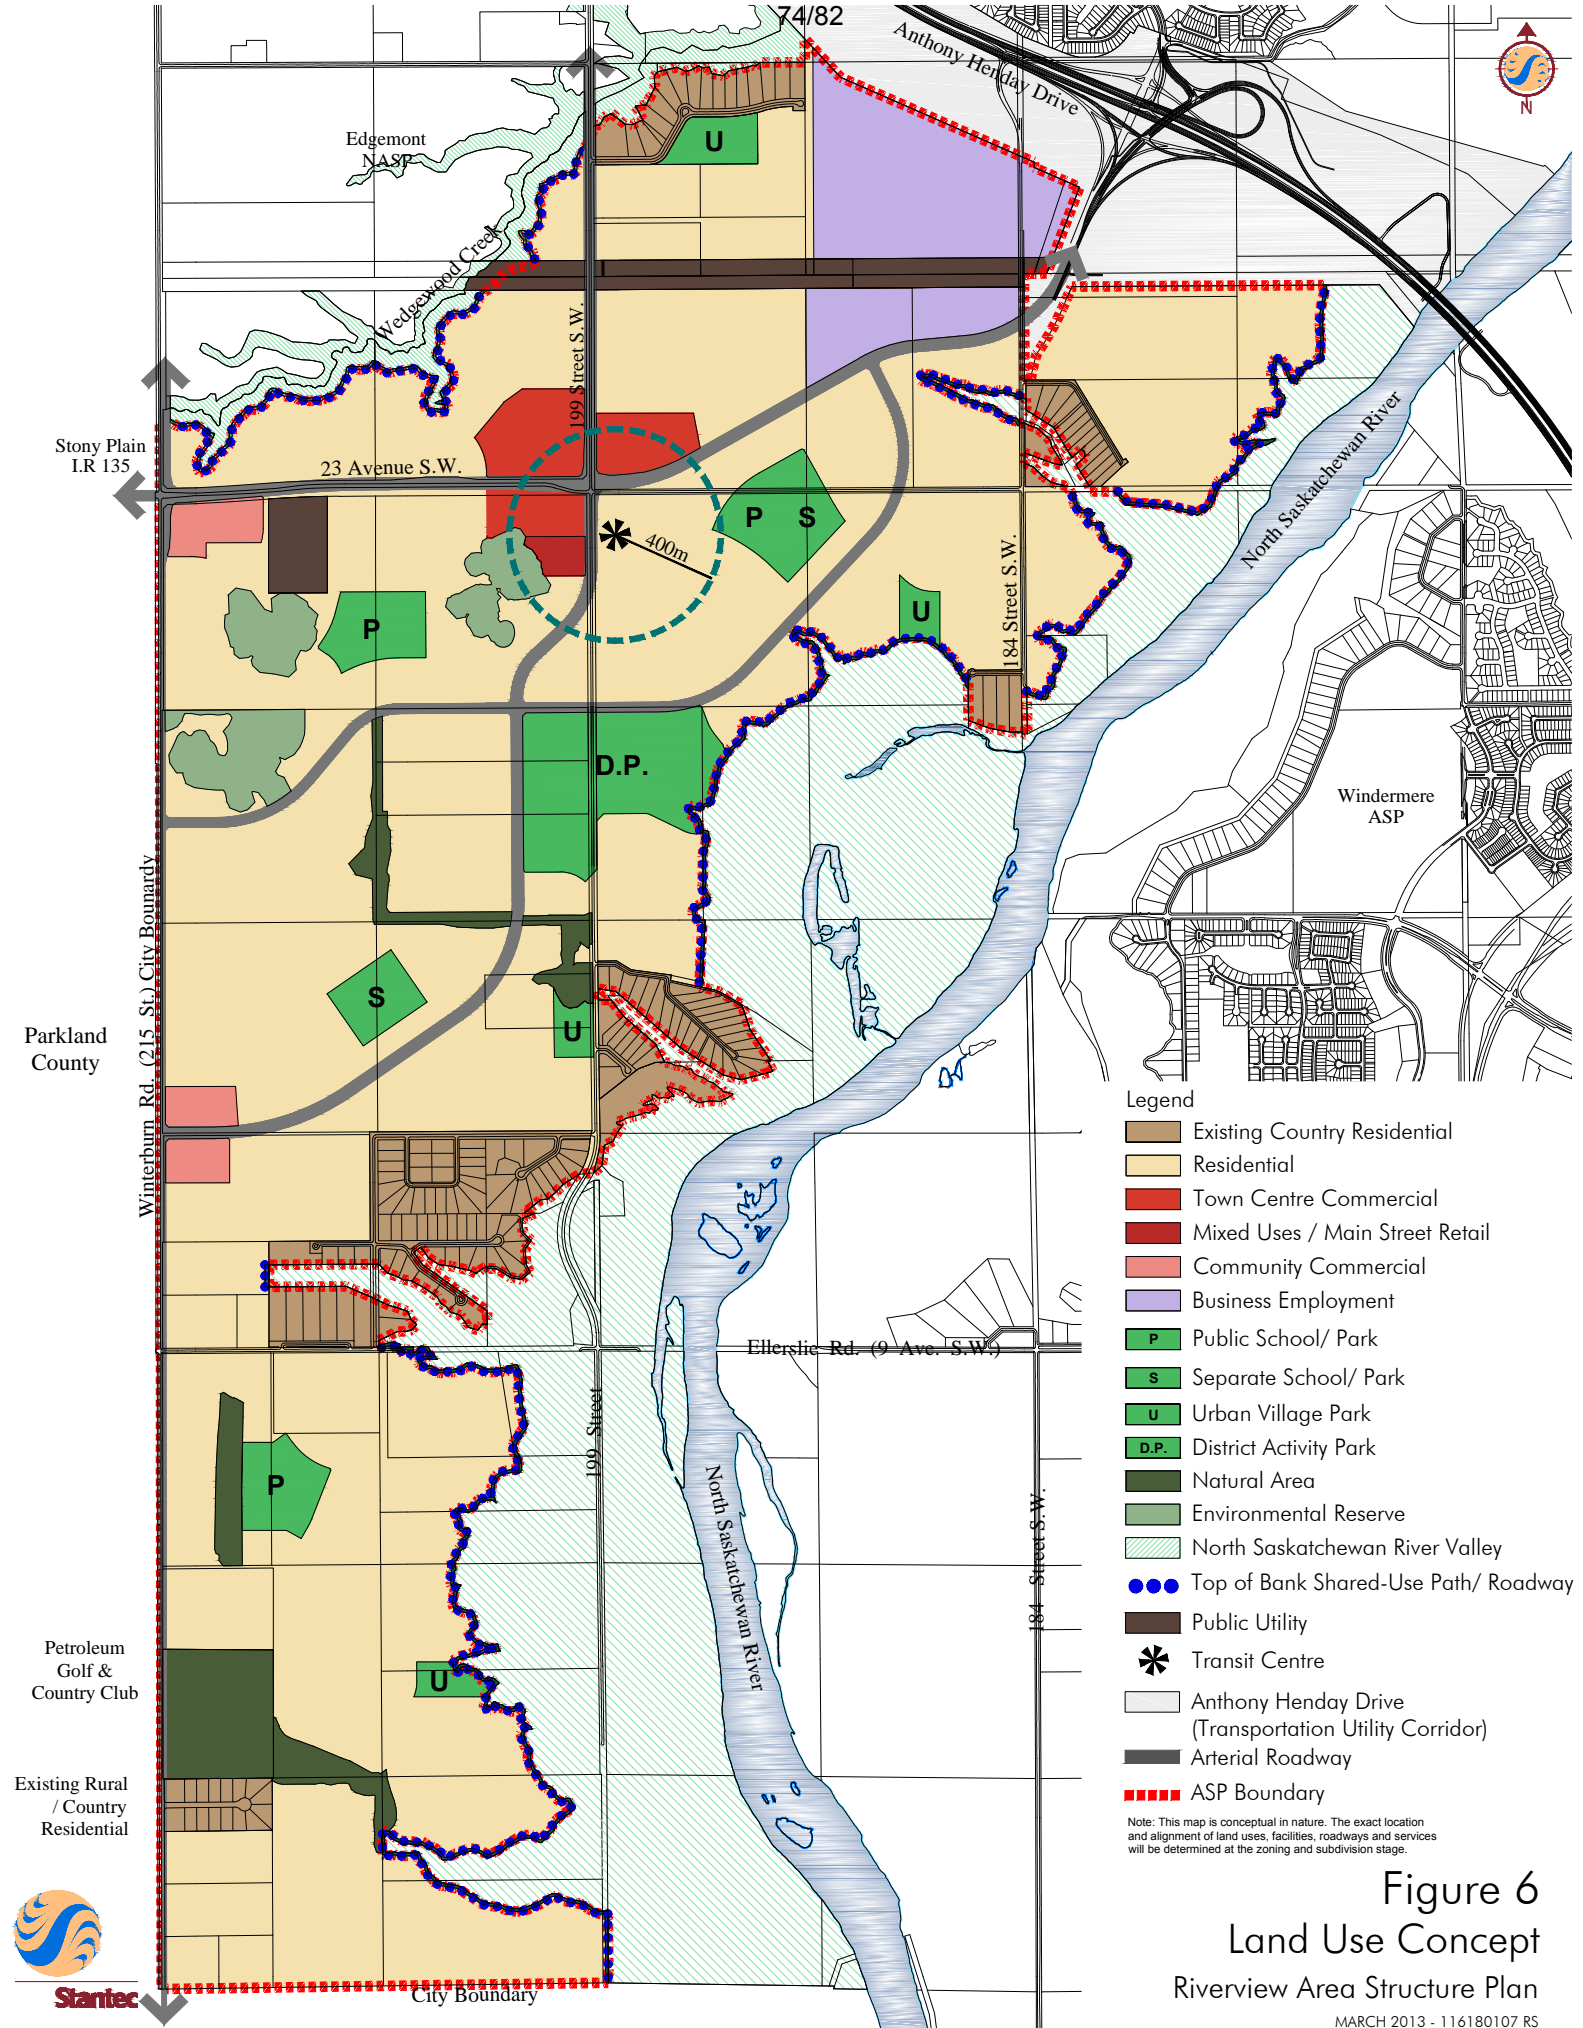 74/82
Anthony Henday Drive
N
Edgemont
NASP
U
Wedgewood Creek
199 Street S.W.
Stony Plain
I.R 135
23 Avenue S.W.
P S
400m
North Saskatchewan River
184 Street S.W.
U
P
D.P.
Windermere
ASP
Winterburn Rd. (215 St.) City Bounardy
S
U
Parkland
County
Ellerslie Rd. (9 Ave. S.W.)
199 Street
P
North Saskatchewan River
184 Street S.W.
U
Petroleum
Golf &
Country Club
Existing Rural
/ Country
Residential
City Boundary
Stantec
Legend
Existing Country Residential
Residential
Town Centre Commercial
Mixed Uses / Main Street Retail
Community Commercial
Business Employment
P Public School/ Park
S Separate School/ Park
U Urban Village Park
D.P. District Activity Park
Natural Area
Environmental Reserve
North Saskatchewan River Valley
Top of Bank Shared-Use Path/ Roadway
Public Utility
Transit Centre
Anthony Henday Drive
(Transportation Utility Corridor)
Arterial Roadway
ASP Boundary
Note: This map is conceptual in nature. The exact location
and alignment of land uses, facilities, roadways and services
will be determined at the zoning and subdivision stage.
Figure 6
Land Use Concept
Riverview Area Structure Plan
MARCH 2013 - 116180107 RS